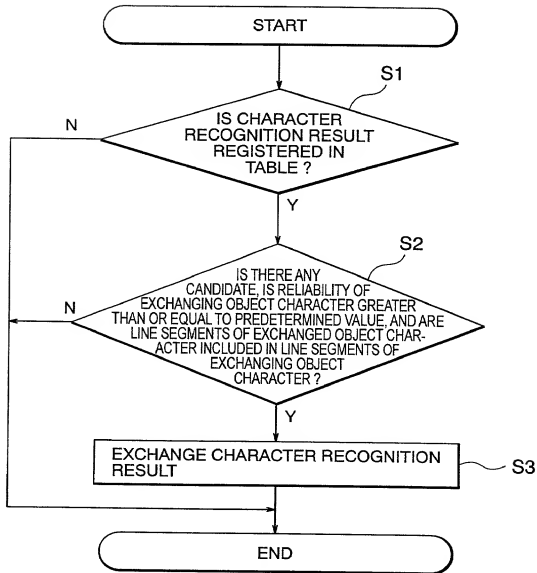 START
S1
IS CHARACTER
RECOGNITION RESULT
REGISTERED IN
TABLE ?
N
Y
S2
IS THERE ANY
CANDIDATE, IS RELIABILITY OF
EXCHANGING OBJECT CHARACTER GREATER
THAN OR EQUAL TO PREDETERMINED VALUE, AND ARE
LINE SEGMENTS OF EXCHANGED OBJECT CHAR-
ACTER INCLUDED IN LINE SEGMENTS OF
EXCHANGING OBJECT
CHARACTER ?
N
Y
EXCHANGE CHARACTER RECOGNITION
RESULT
S3
END